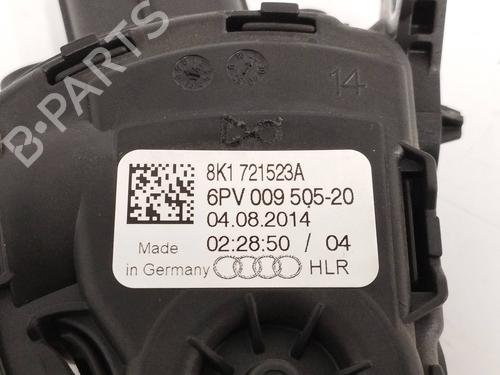 B-PARTS
14
8K1 721523A
6PV 009 505-20
04.08.2014
02:28:50 / 04
Made
in Germany HLR